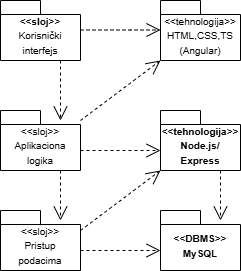 <<sloj>>
Korisnički
interfejs
<<tehnologija>>
HTML,CSS,TS
(Angular)
<<sloj>>
Aplikaciona
logika
<<tehnologija>>
Node.js/
Express
<<sloj>>
Pristup
podacima
<<DBMS>>
MySQL